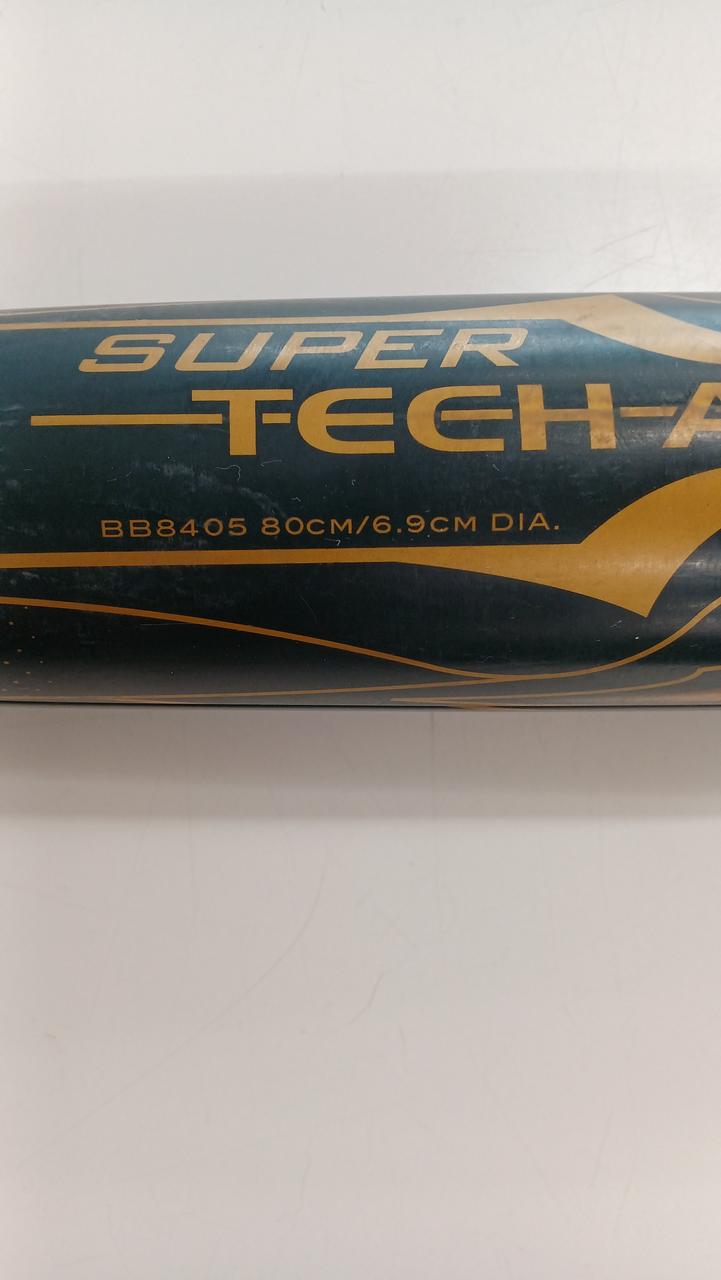 SUPER
TECH-A
BB8405 80CM/6.9CM DIA.